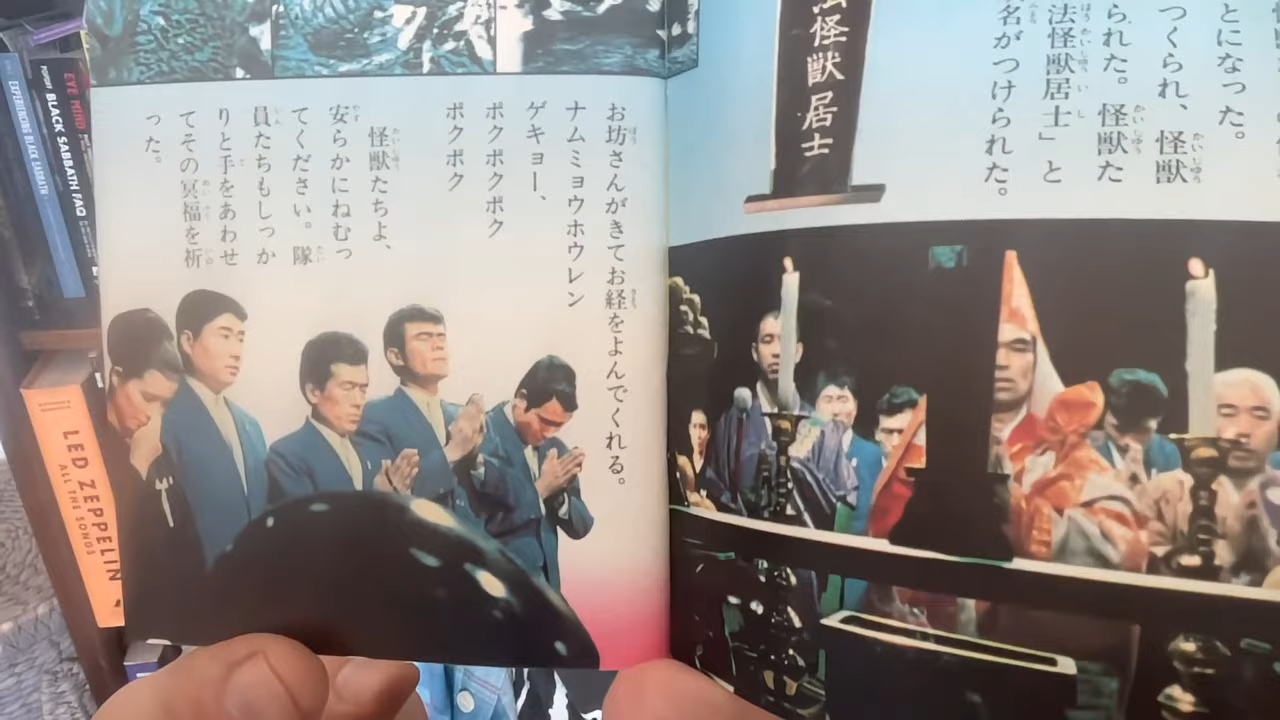 とになった。
つくられ、怪獣
られた。怪獣た
法怪獣居士」と
名がつけられた。
怪獣居士
お坊さんがきてお経をよんでくれる。
ナムミョウホウレン
ゲキョー、
ポクポクポク
ポクポク
怪獣たちよ、
安らかにねむっ
てください。隊
員たちもしっか
りと手をあわせ
てその冥福を祈
った。
EXPERIENCING BLACK SABBATH
EYE MIND
BLACK SABBATH FAQ
LED ZEPPELIN
ALL THE SONGS